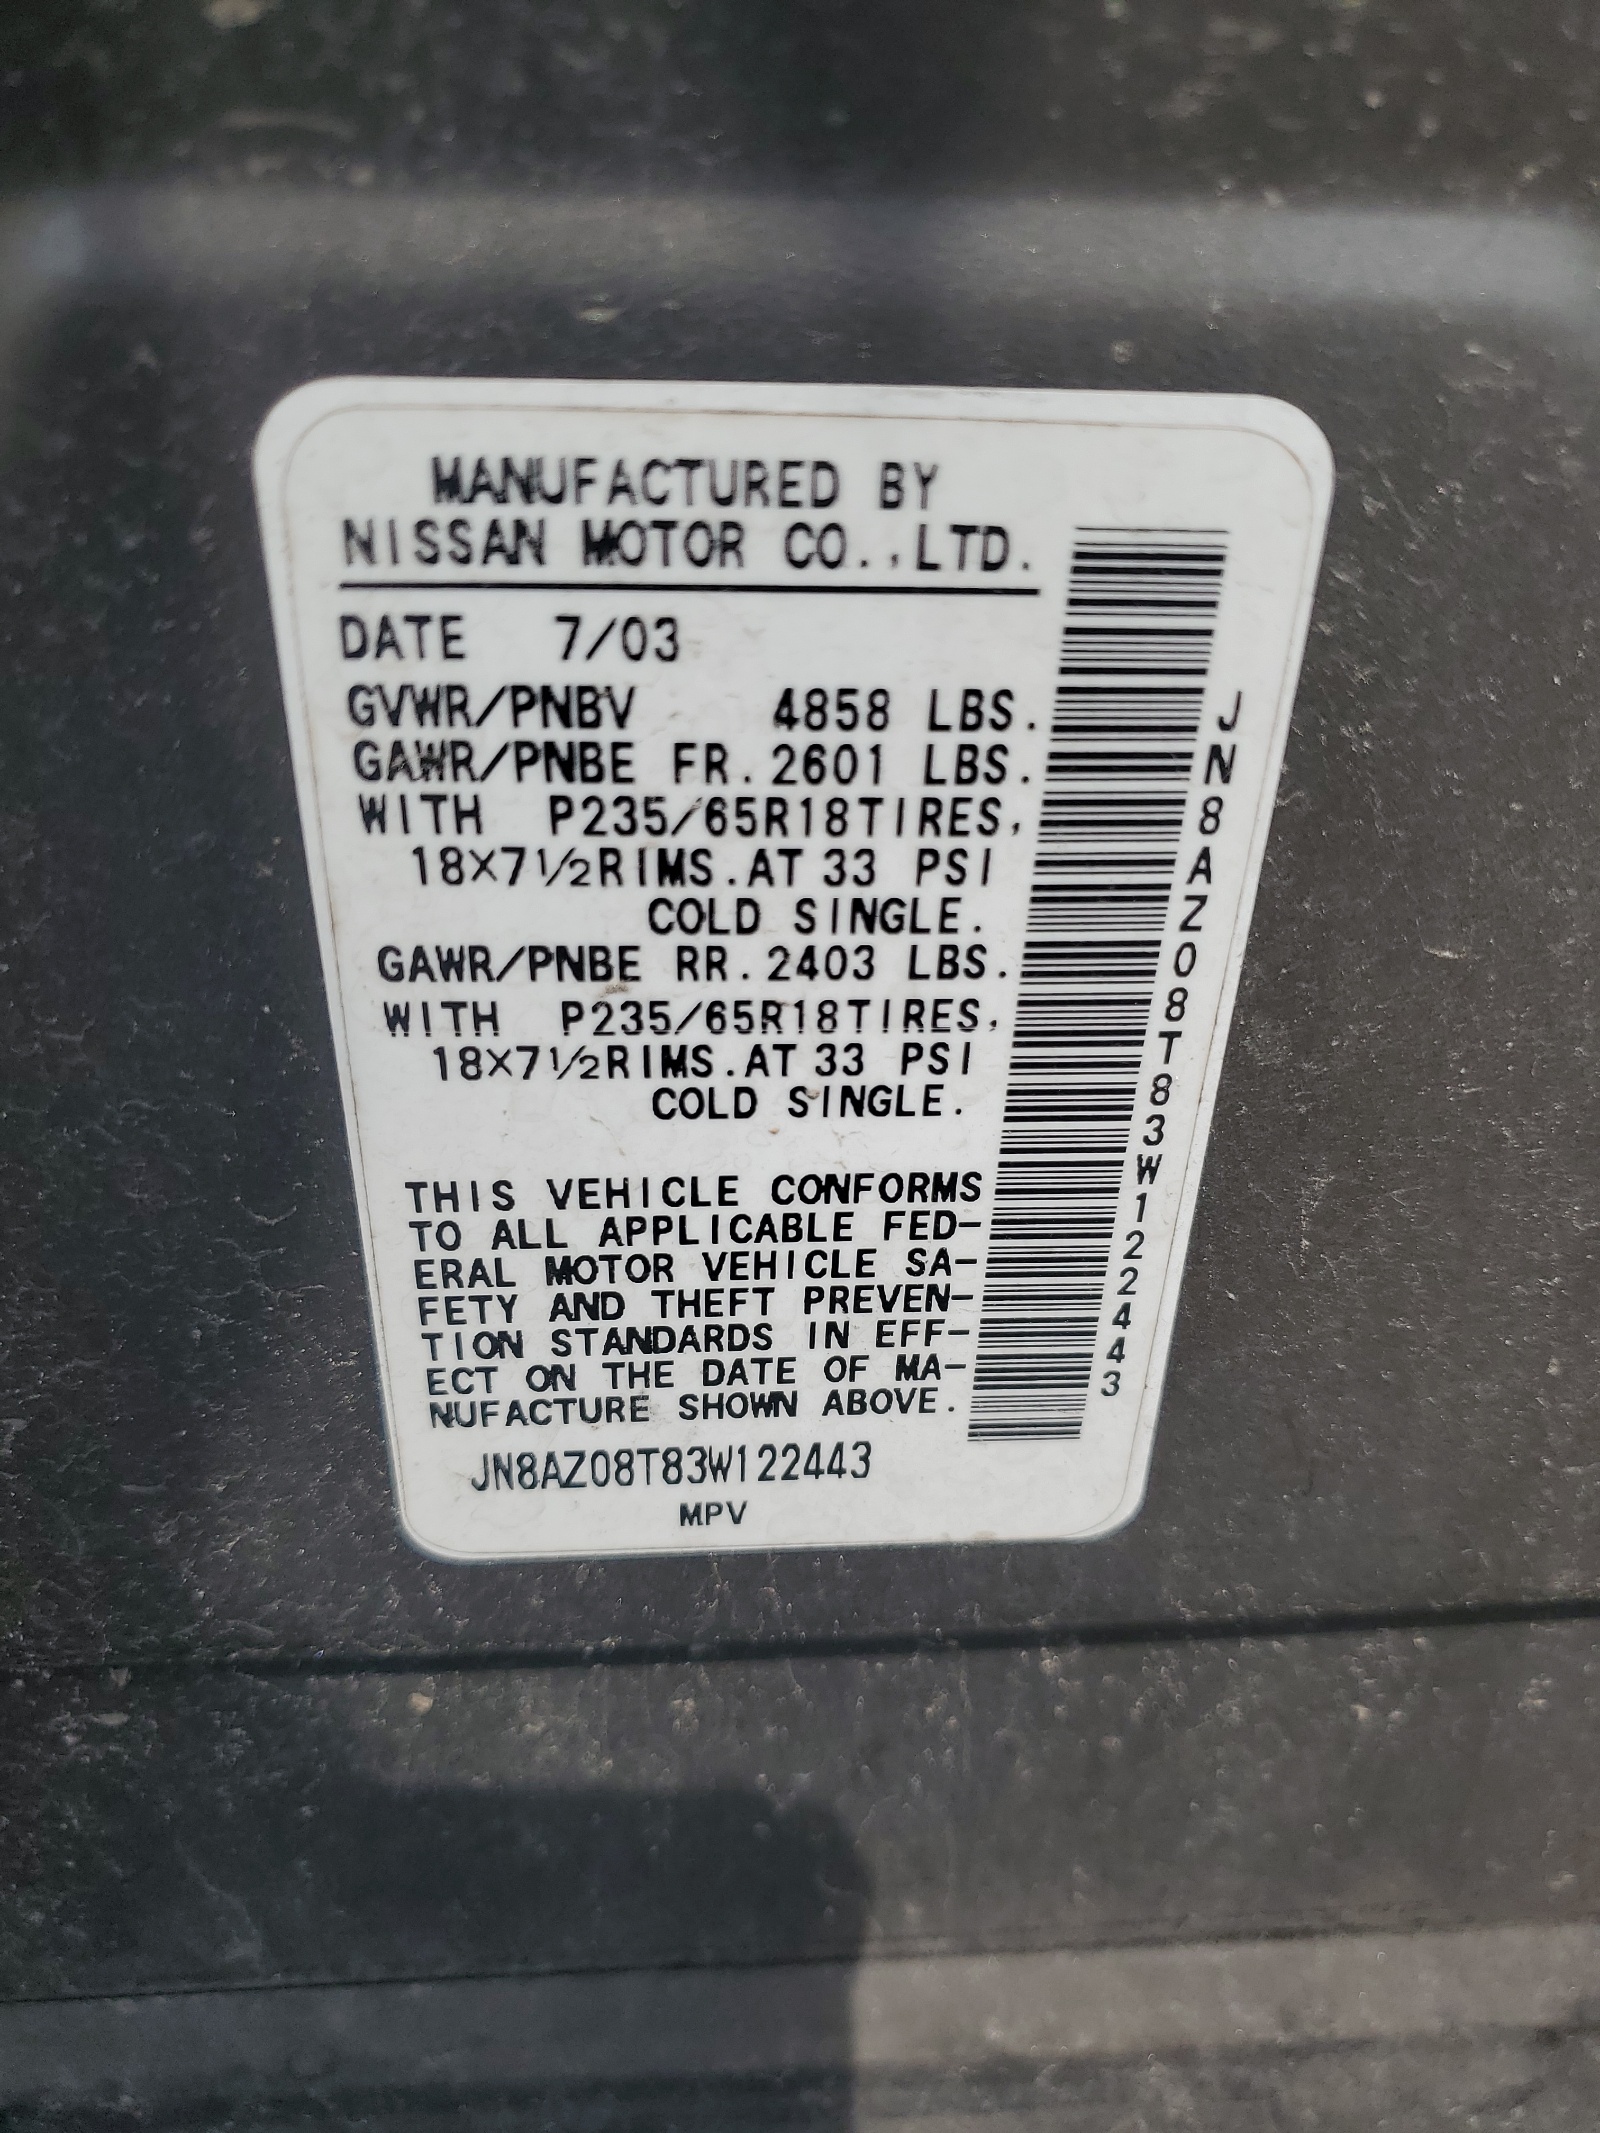 MANUFACTURED BY
NISSAN MOTOR CO.,LTD.
DATE 7/03
GVWR/PNBV 4858 LBS.
GAWR/PNBE FR.2601 LBS.
WITH P235/65R18TIRES,
18X7½RIMS.AT 33 PSI
COLD SINGLE.
GAWR/PNBE RR.2403 LBS.
WITH P235/65R18TIRES,
18X7½RIMS.AT 33 PSI
COLD SINGLE.
THIS VEHICLE CONFORMS
TO ALL APPLICABLE FED-
ERAL MOTOR VEHICLE SA-
FETY AND THEFT PREVEN-
TION STANDARDS IN EFF-
ECT ON THE DATE OF MA-
NUFACTURE SHOWN ABOVE.
JN8AZ08T83W122443
MPV
JN8AZ08T83W122443